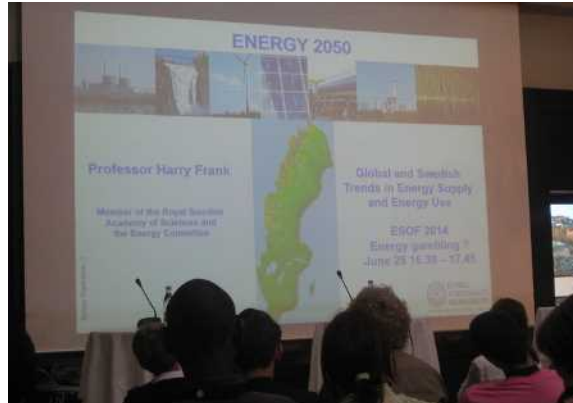 ENERGY 2050
Professor Harry Frank
Member of the Royal Swedish
Academy of Sciences and
the Energy Committee
Global and Swedish
Trends in Energy Supply
and Energy Use
ESOF 2014
Energy gambling ?
June 25 16.30 – 17.45